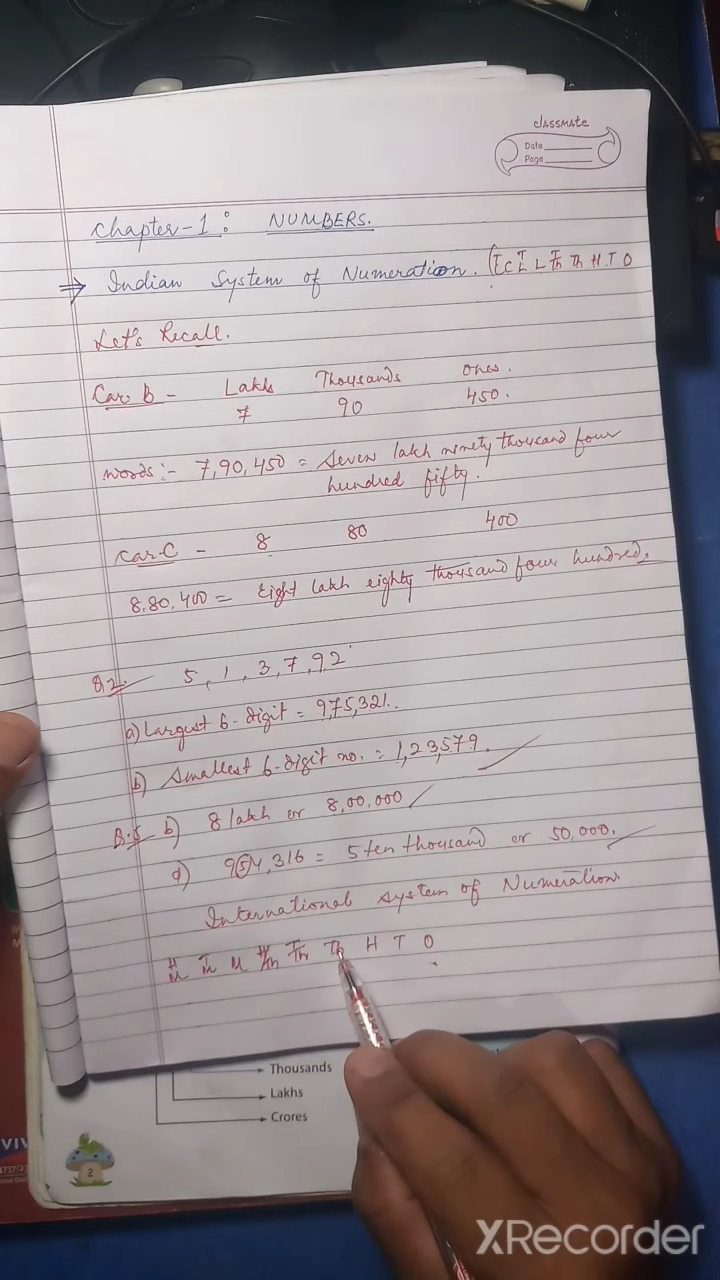 classmate
Date
Page
Chapter-1: NUMBERS.
⇒ Indian System of Numeration. (TC C TL L TTh Th H T O
Let's Recall.
Car B - Lakhs Thousands Ones.
7 90 450.
Words:- 7,90,450 = Seven lakh ninety thousand four
hundred fifty.
Car-C - 8 80 400
8,80,400 = Eight lakh eighty thousand four hundred.
Q.2. 5, 1, 3, 7, 9, 2
a) Largest 6-digit = 9,75,321.
b) Smallest 6-digit no. = 1,23,579.
Q.5 b) 8 lakh or 8,00,000
d) 954,316 = 5 ten thousand or 50,000.
International system of Numeration.
HM TM M HTh TTh Th H T O
Thousands
Lakhs
Crores
VIV
2
XRecorder